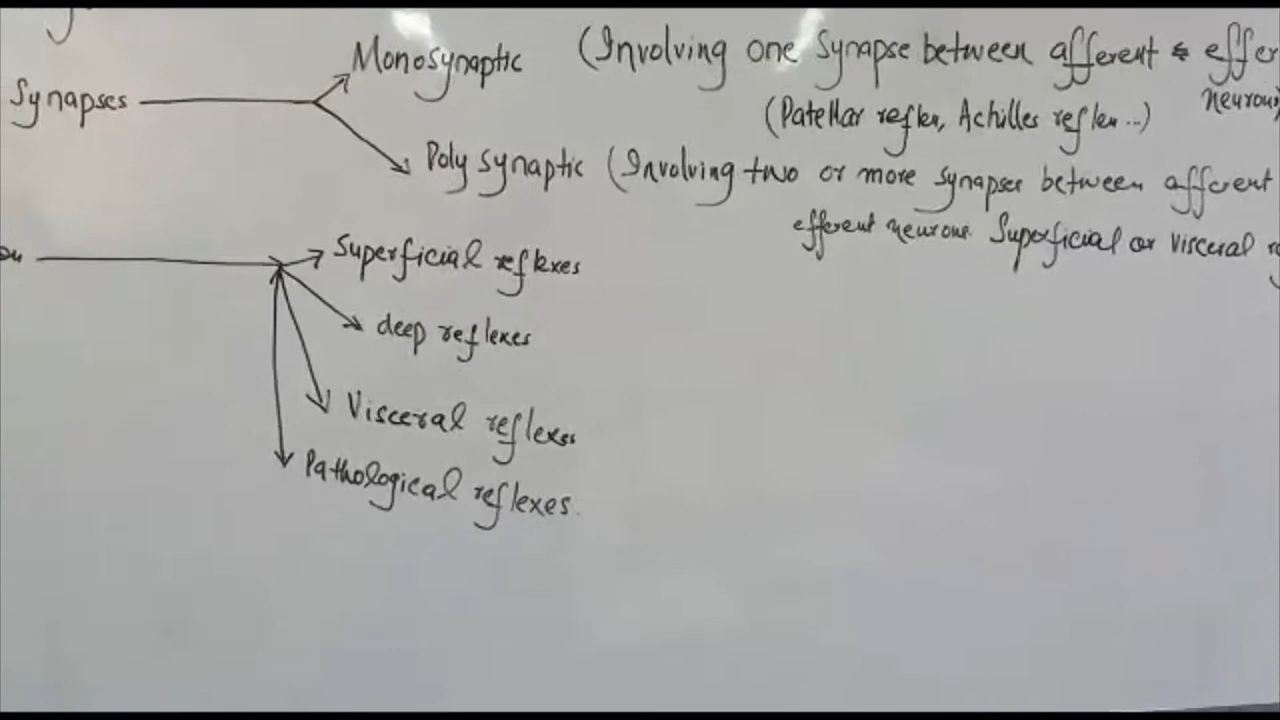 Monosynaptic (Involving one Synapse between afferent & effer
Synapses neurous)
(Patellar reflex, Achilles reflex ...)
Poly synaptic (Involving two or more synapses between afferent
efferent neurons. Superficial or visceral
Superficial reflexes
deep reflexes
Visceral reflexes
Pathological reflexes.